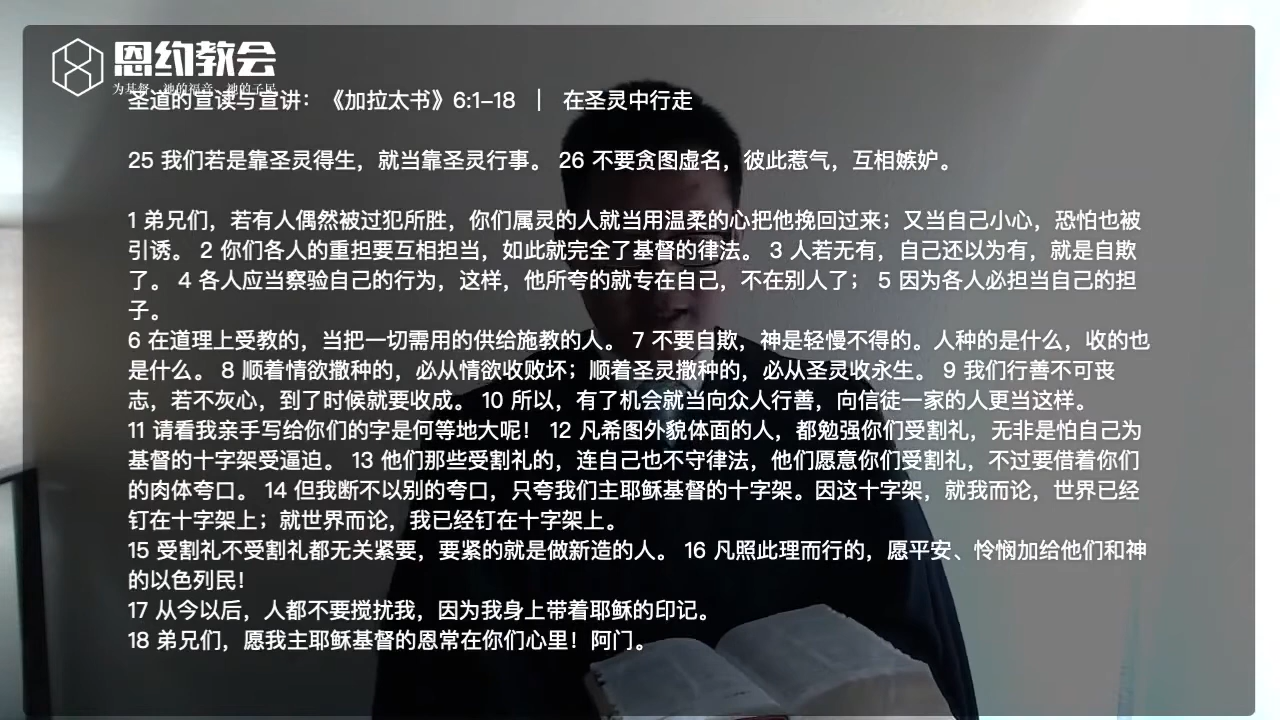 恩约教会
为基督、祂的福音、祂的子民
圣道的宣读与宣讲：《加拉太书》6:1–18 ｜ 在圣灵中行走
25 我们若是靠圣灵得生，就当靠圣灵行事。 26 不要贪图虚名，彼此惹气，互相嫉妒。
1 弟兄们，若有人偶然被过犯所胜，你们属灵的人就当用温柔的心把他挽回过来；又当自己小心，恐怕也被
引诱。 2 你们各人的重担要互相担当，如此就完全了基督的律法。 3 人若无有，自己还以为有，就是自欺
了。 4 各人应当察验自己的行为，这样，他所夸的就专在自己，不在别人了； 5 因为各人必担当自己的担
子。
6 在道理上受教的，当把一切需用的供给施教的人。 7 不要自欺，神是轻慢不得的。人种的是什么，收的也
是什么。 8 顺着情欲撒种的，必从情欲收败坏；顺着圣灵撒种的，必从圣灵收永生。 9 我们行善不可丧
志，若不灰心，到了时候就要收成。 10 所以，有了机会就当向众人行善，向信徒一家的人更当这样。
11 请看我亲手写给你们的字是何等地大呢！ 12 凡希图外貌体面的人，都勉强你们受割礼，无非是怕自己为
基督的十字架受逼迫。 13 他们那些受割礼的，连自己也不守律法，他们愿意你们受割礼，不过要借着你们
的肉体夸口。 14 但我断不以别的夸口，只夸我们主耶稣基督的十字架。因这十字架，就我而论，世界已经
钉在十字架上；就世界而论，我已经钉在十字架上。
15 受割礼不受割礼都无关紧要，要紧的就是做新造的人。 16 凡照此理而行的，愿平安、怜悯加给他们和神
的以色列民！
17 从今以后，人都不要搅扰我，因为我身上带着耶稣的印记。
18 弟兄们，愿我主耶稣基督的恩常在你们心里！阿门。